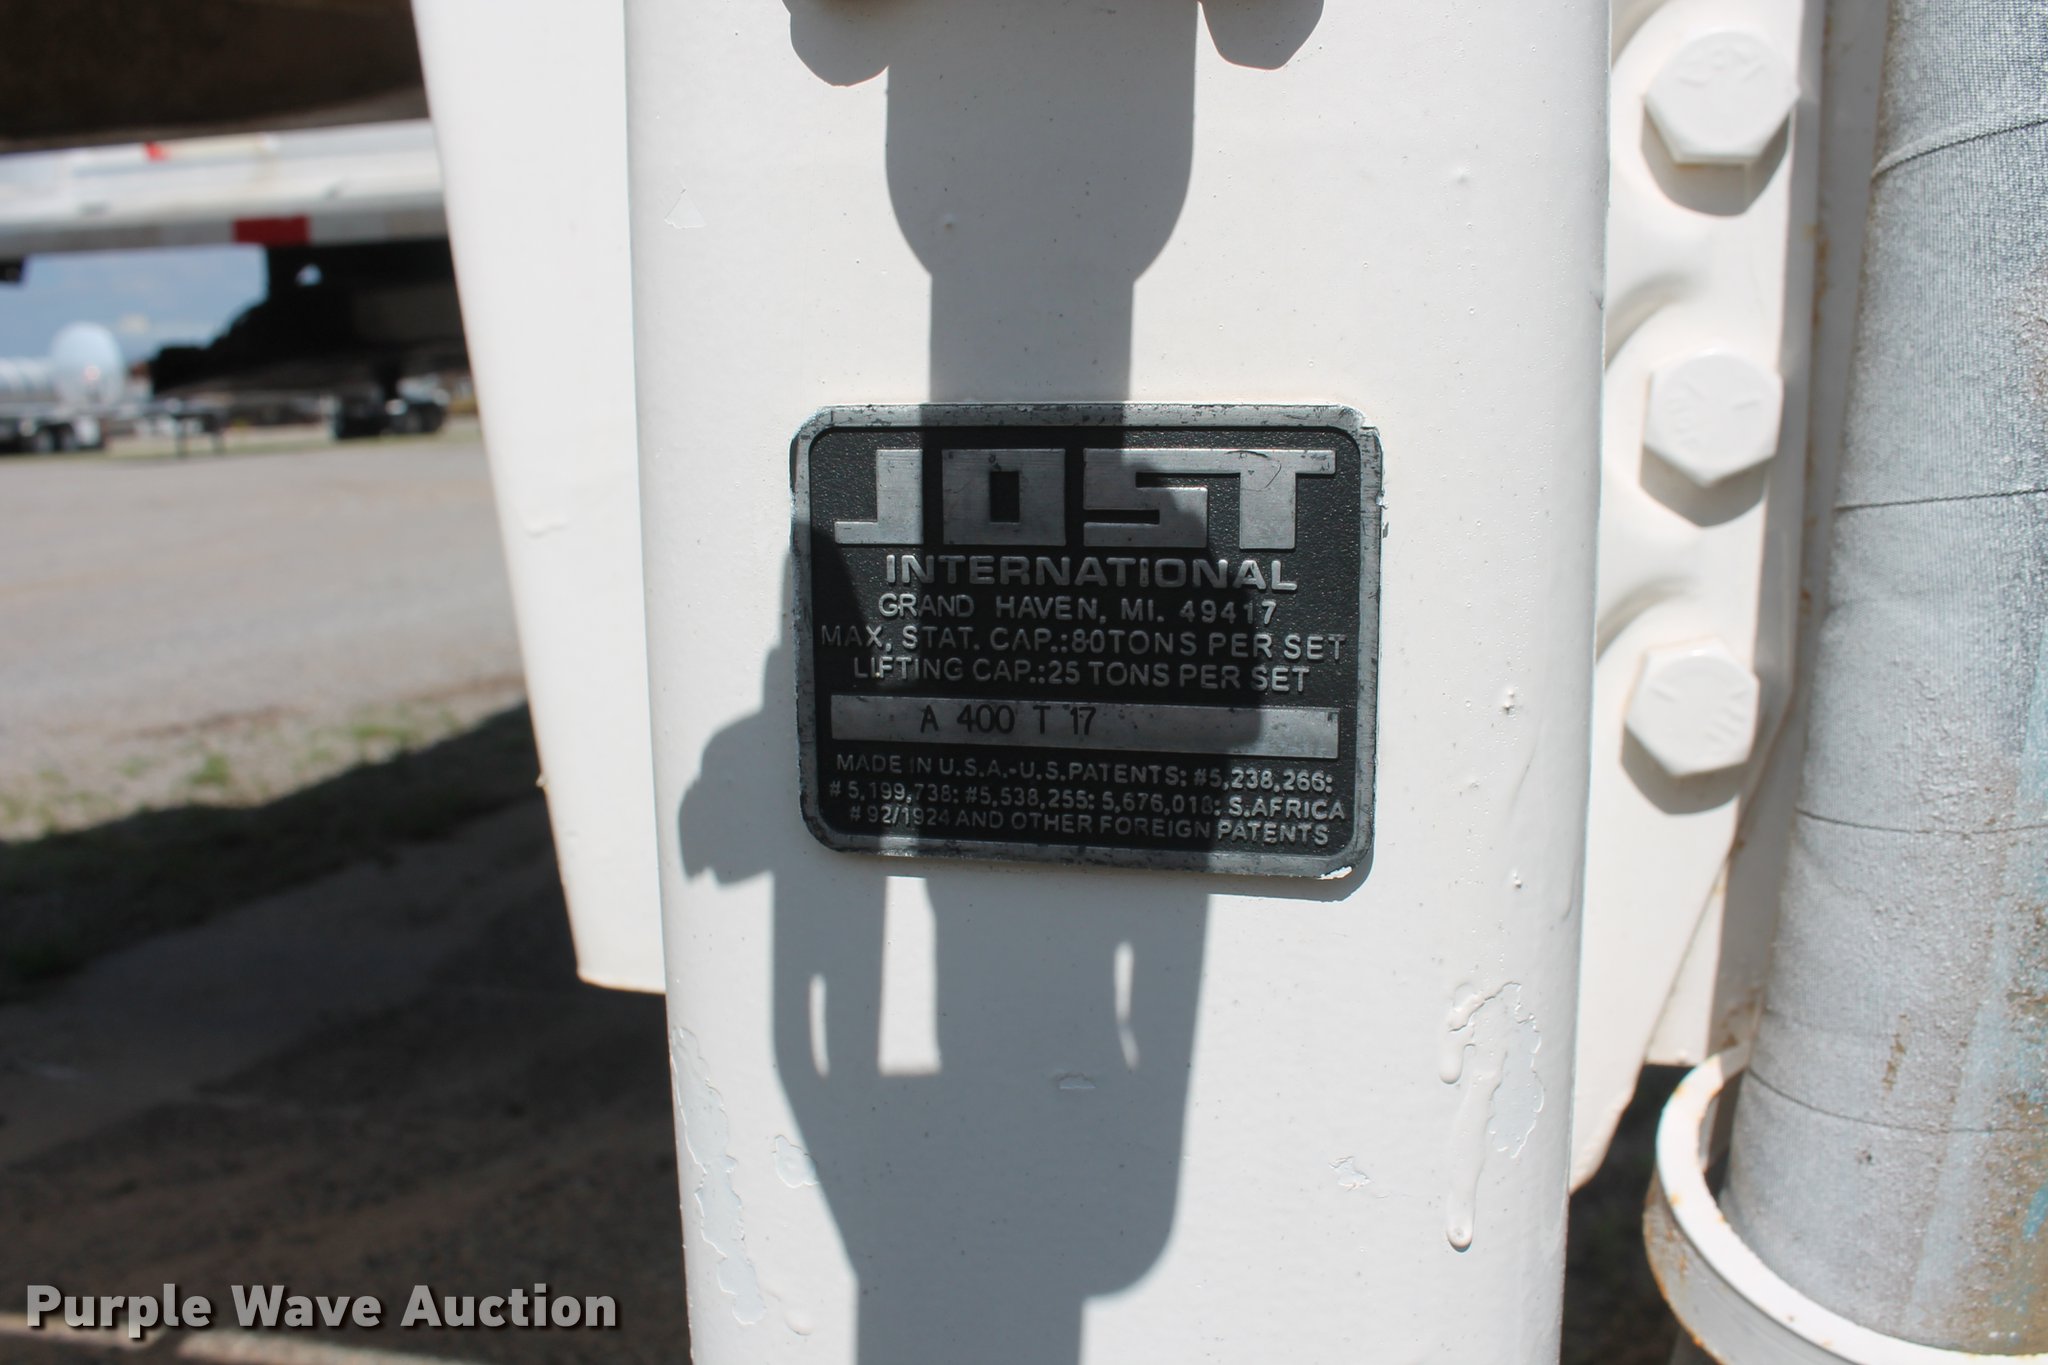 JOST
INTERNATIONAL
GRAND HAVEN, MI. 49417
MAX, STAT. CAP.:80TONS PER SET
LIFTING CAP.:25 TONS PER SET
A 400 T 17
MADE IN U.S.A.-U.S.PATENTS; #5,238,266:
#5,199,738: #5,538,255: 5,676,018: S.AFRICA
#92/1924 AND OTHER FOREIGN PATENTS
Purple Wave Auction